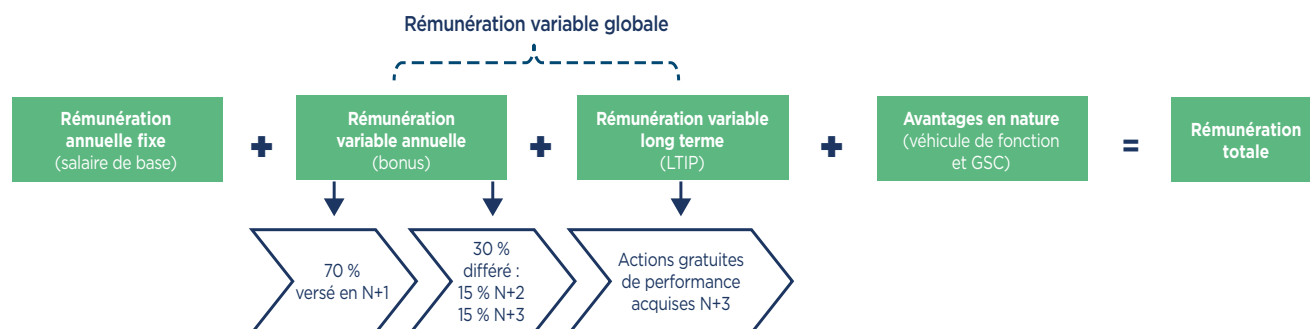 Rémunération variable globale
Rémunération
annuelle fixe
(salaire de base)
+
Rémunération
variable annuelle
(bonus)
+
Rémunération variable
long terme
(LTIP)
+
Avantages en nature
(véhicule de fonction
et GSC)
=
Rémunération
totale
70 %
versé en N+1
30 %
différé :
15 % N+2
15 % N+3
Actions gratuites
de performance
acquises N+3